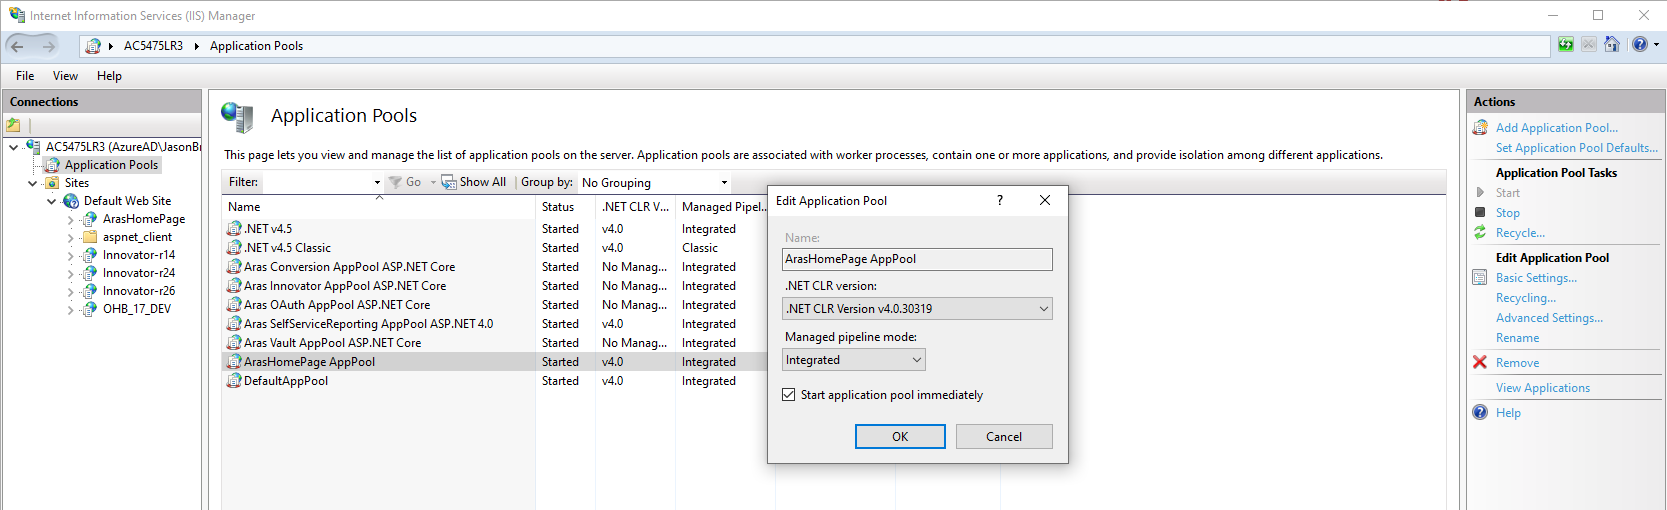 Internet Information Services (IIS) Manager
AC5475LR3 Application Pools
File View Help
Connections
AC5475LR3 (AzureAD\JasonBr
Application Pools
Sites
Default Web Site
ArasHomePage
aspnet_client
Innovator-r14
Innovator-r24
Innovator-r26
OHB_17_DEV
Application Pools
This page lets you view and manage the list of application pools on the server. Application pools are associated with worker processes, contain one or more applications, and provide isolation among different applications.
Filter: Go Show All Group by: No Grouping
Name Status .NET CLR V... Managed Pipel...
.NET v4.5 Started v4.0 Integrated
.NET v4.5 Classic Started v4.0 Classic
Aras Conversion AppPool ASP.NET Core Started No Manag... Integrated
Aras Innovator AppPool ASP.NET Core Started No Manag... Integrated
Aras OAuth AppPool ASP.NET Core Started No Manag... Integrated
Aras SelfServiceReporting AppPool ASP.NET 4.0 Started v4.0 Integrated
Aras Vault AppPool ASP.NET Core Started No Manag... Integrated
ArasHomePage AppPool Started v4.0 Integrated
DefaultAppPool Started v4.0 Integrated
Edit Application Pool ?
Name:
ArasHomePage AppPool
.NET CLR version:
.NET CLR Version v4.0.30319
Managed pipeline mode:
Integrated
Start application pool immediately
OK Cancel
Actions
Add Application Pool...
Set Application Pool Defaults...
Application Pool Tasks
Start
Stop
Recycle...
Edit Application Pool
Basic Settings...
Recycling...
Advanced Settings...
Rename
Remove
View Applications
Help